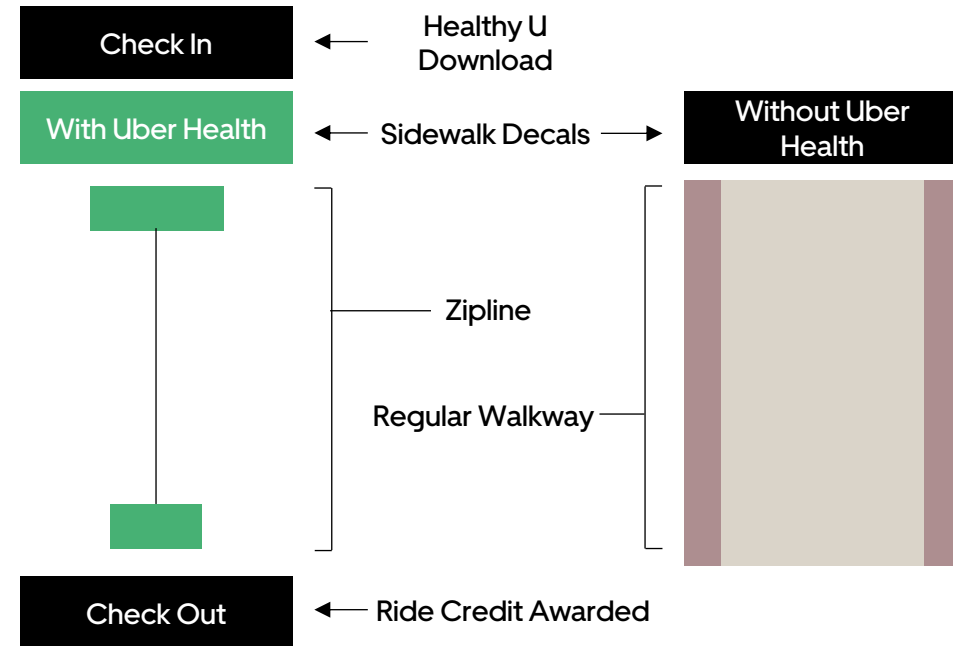 Check In
Healthy U
Download
With Uber Health
Sidewalk Decals
Without Uber
Health
Zipline
Regular Walkway
Check Out
Ride Credit Awarded